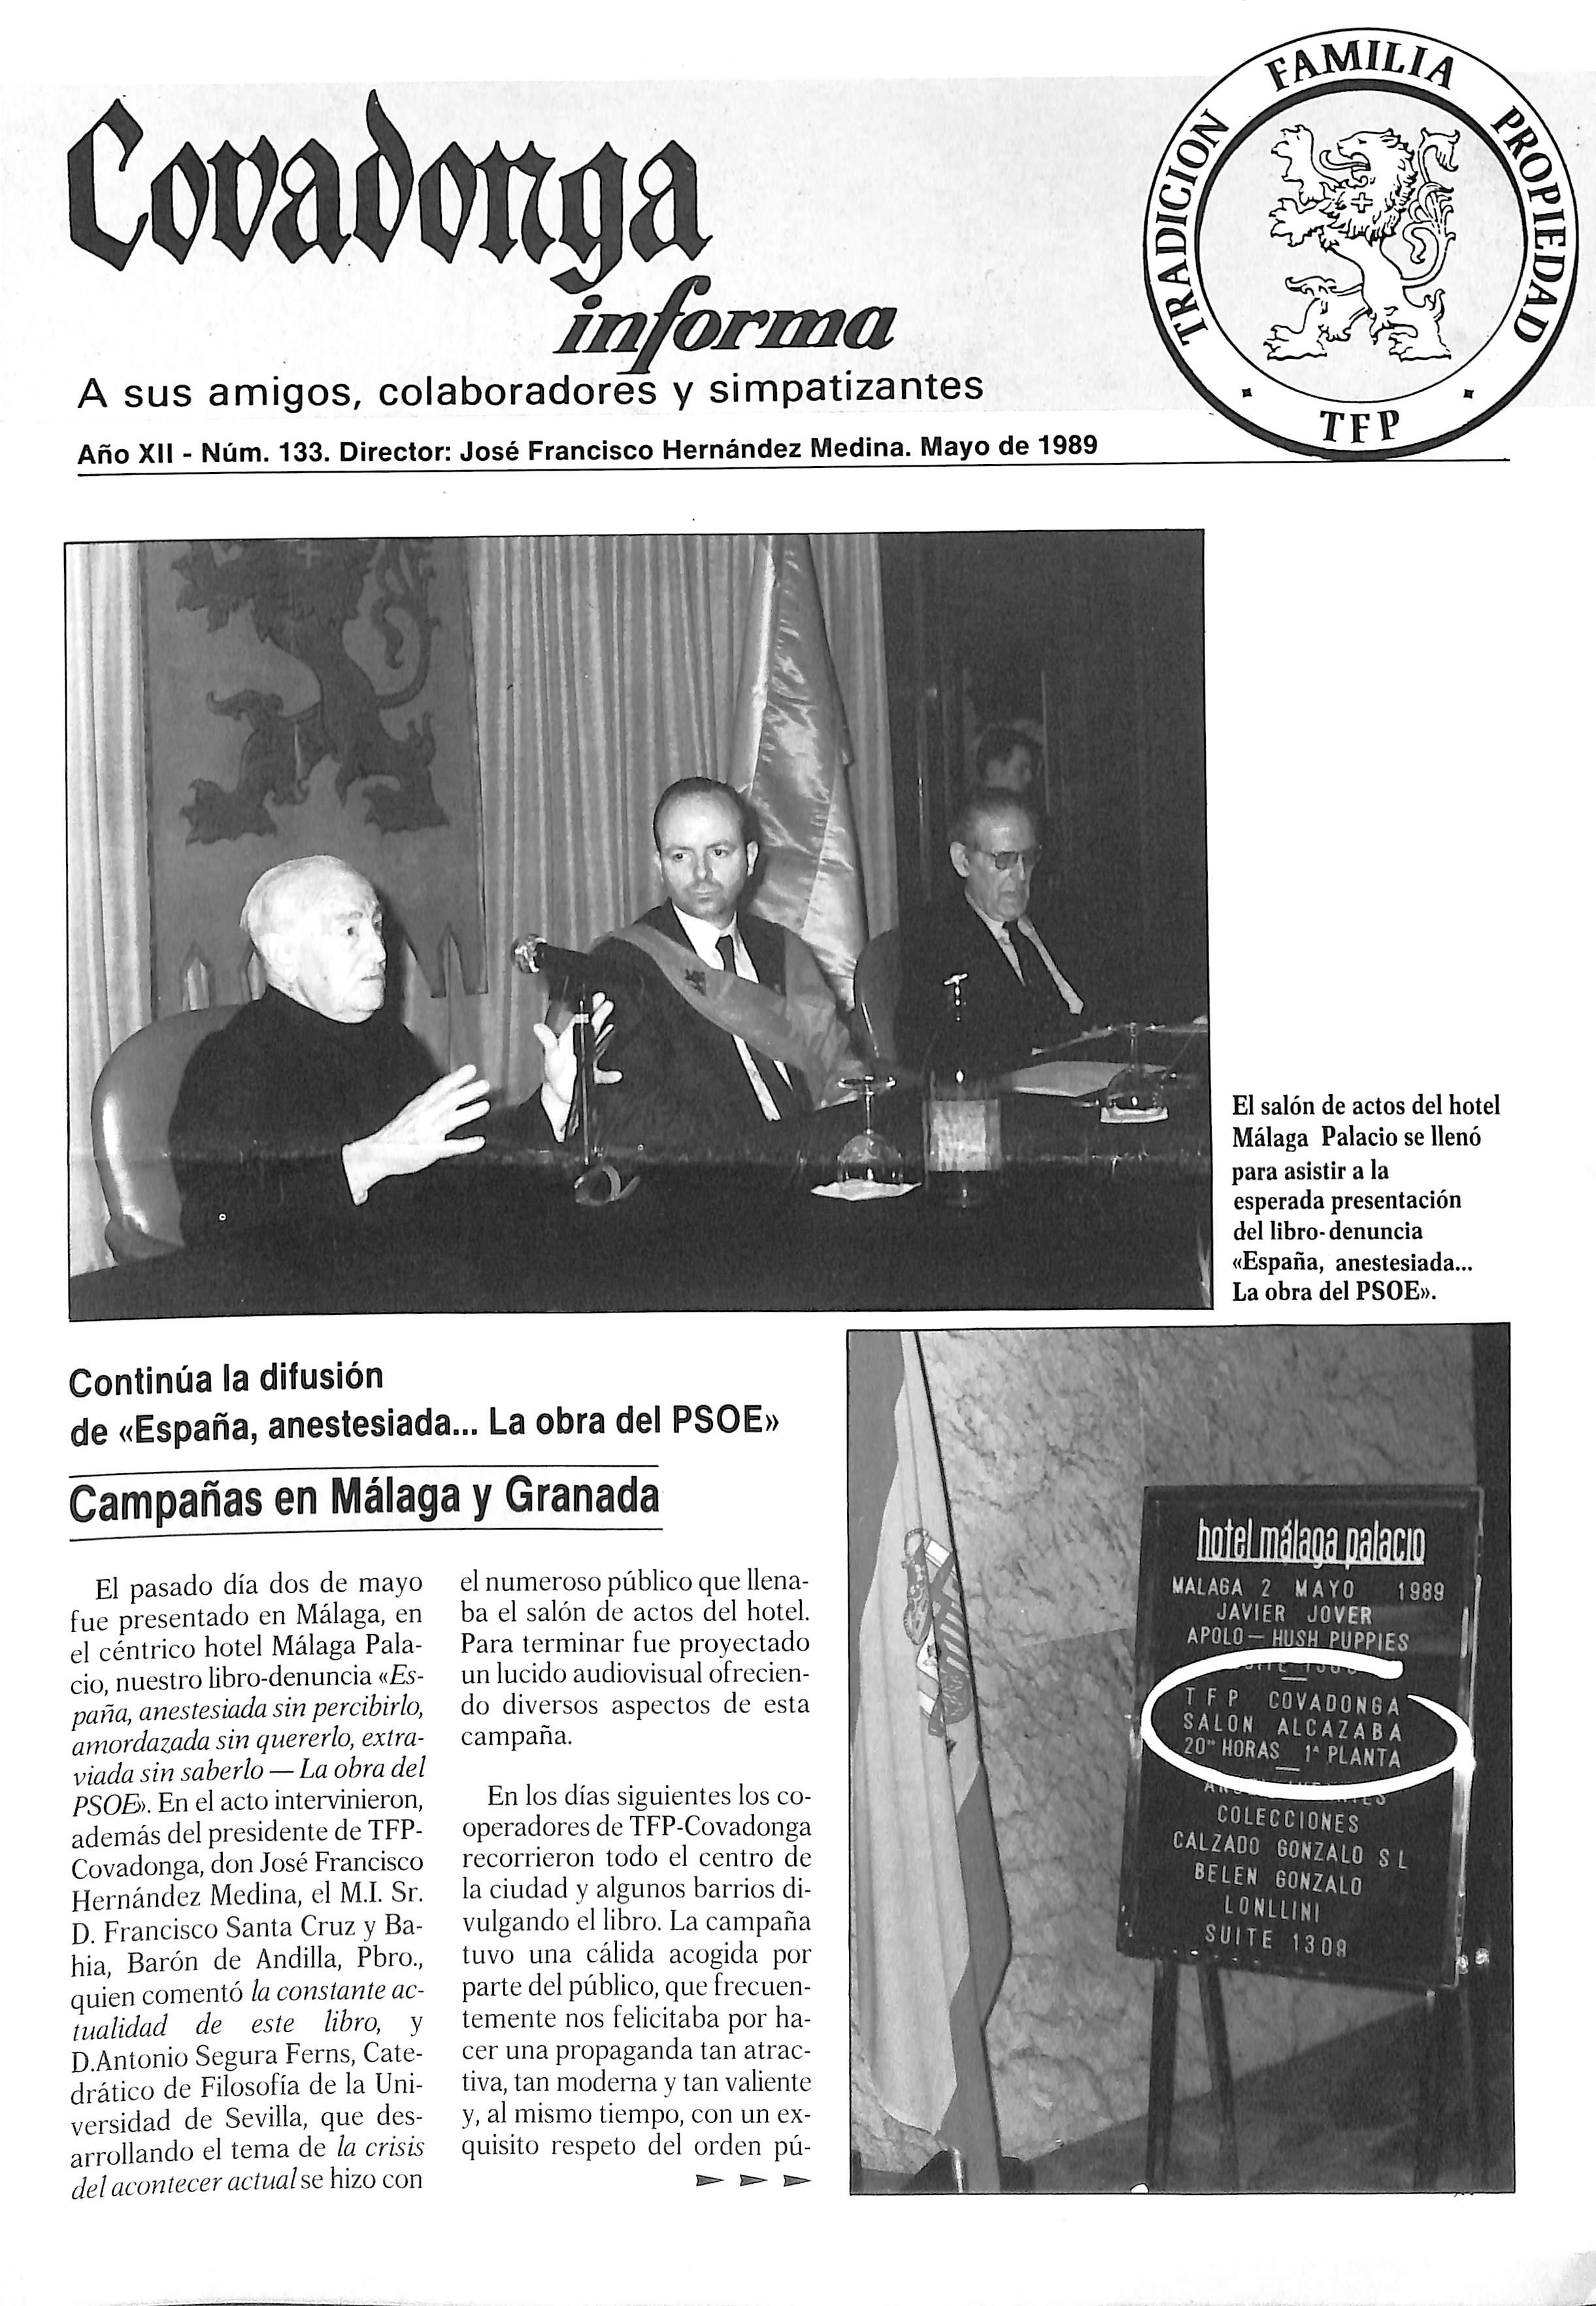 Covadonga
informa
A sus amigos, colaboradores y simpatizantes
TRADICION FAMILIA PROPIEDAD
· TFP ·
Año XII - Núm. 133. Director: José Francisco Hernández Medina. Mayo de 1989
El salón de actos del hotel
Málaga Palacio se llenó
para asistir a la
esperada presentación
del libro-denuncia
«España, anestesiada...
La obra del PSOE».
Continúa la difusión
de «España, anestesiada... La obra del PSOE»
Campañas en Málaga y Granada
El pasado día dos de mayo
fue presentado en Málaga, en
el céntrico hotel Málaga Pala-
cio, nuestro libro-denuncia «Es-
paña, anestesiada sin percibirlo,
amordazada sin quererlo, extra-
viada sin saberlo — La obra del
PSOE». En el acto intervinieron,
además del presidente de TFP-
Covadonga, don José Francisco
Hernández Medina, el M.I. Sr.
D. Francisco Santa Cruz y Ba-
hia, Barón de Andilla, Pbro.,
quien comentó la constante ac-
tualidad de este libro, y
D.Antonio Segura Ferns, Cate-
drático de Filosofía de la Uni-
versidad de Sevilla, que des-
arrollando el tema de la crisis
del acontecer actual se hizo con
el numeroso público que llena-
ba el salón de actos del hotel.
Para terminar fue proyectado
un lucido audiovisual ofrecien-
do diversos aspectos de esta
campaña.
En los días siguientes los co-
operadores de TFP-Covadonga
recorrieron todo el centro de
la ciudad y algunos barrios di-
vulgando el libro. La campaña
tuvo una cálida acogida por
parte del público, que frecuen-
temente nos felicitaba por ha-
cer una propaganda tan atrac-
tiva, tan moderna y tan valiente
y, al mismo tiempo, con un ex-
quisito respeto del orden pú-
hotel málaga palacio
MALAGA 2 MAYO 1989
JAVIER JOVER
APOLO — HUSH PUPPIES
TFP COVADONGA
SALON ALCAZABA
20 HORAS 1ª PLANTA
COLECCIONES
CALZADO GONZALO S L
BELEN GONZALO
LONLLINI
SUITE 1308